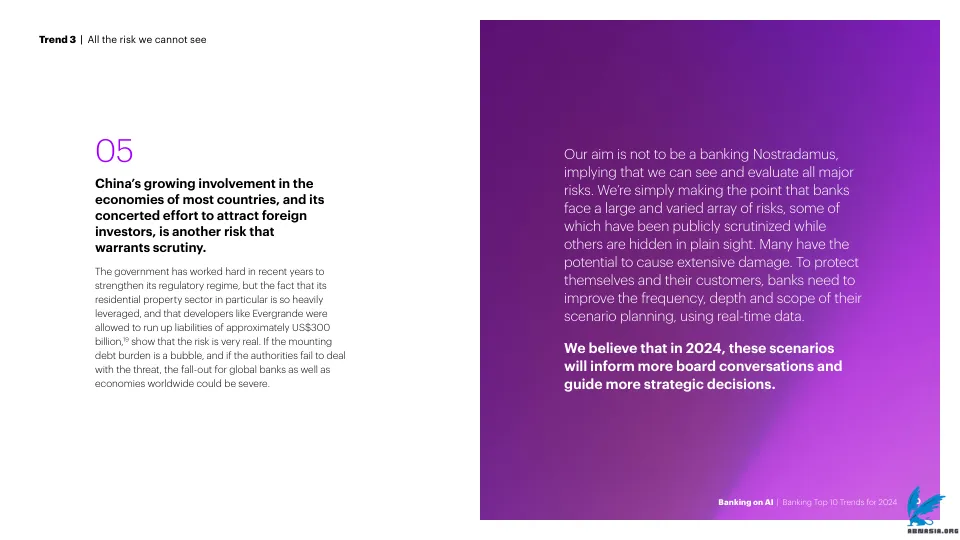 Trend 3 | All the risk we cannot see
05
China's growing involvement in the
economies of most countries, and its
concerted effort to attract foreign
investors, is another risk that
warrants scrutiny.
The government has worked hard in recent years to
strengthen its regulatory regime, but the fact that its
residential property sector in particular is so heavily
leveraged, and that developers like Evergrande were
allowed to run up liabilities of approximately US$300
billion,¹⁹ show that the risk is very real. If the mounting
debt burden is a bubble, and if the authorities fail to deal
with the threat, the fall-out for global banks as well as
economies worldwide could be severe.
Our aim is not to be a banking Nostradamus,
implying that we can see and evaluate all major
risks. We're simply making the point that banks
face a large and varied array of risks, some of
which have been publicly scrutinized while
others are hidden in plain sight. Many have the
potential to cause extensive damage. To protect
themselves and their customers, banks need to
improve the frequency, depth and scope of their
scenario planning, using real-time data.
We believe that in 2024, these scenarios
will inform more board conversations and
guide more strategic decisions.
Banking on AI | Banking Top 10 Trends for 2024
ABNASIA.ORG